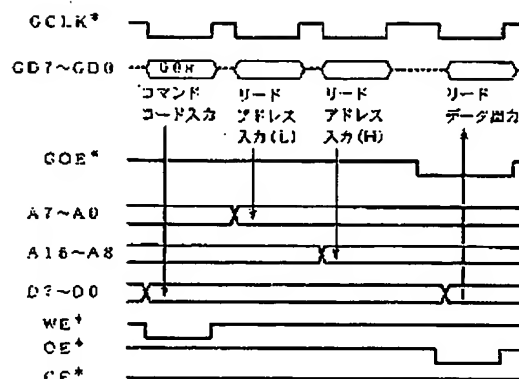 GCLK*
GD7~GD0
コマンド
コード入力
リード
アドレス
入力(L)
リード
アドレス
入力(H)
リード
データ出力
GOE*
A7~A0
A16~A8
D7~D0
WE*
OE*
CE*